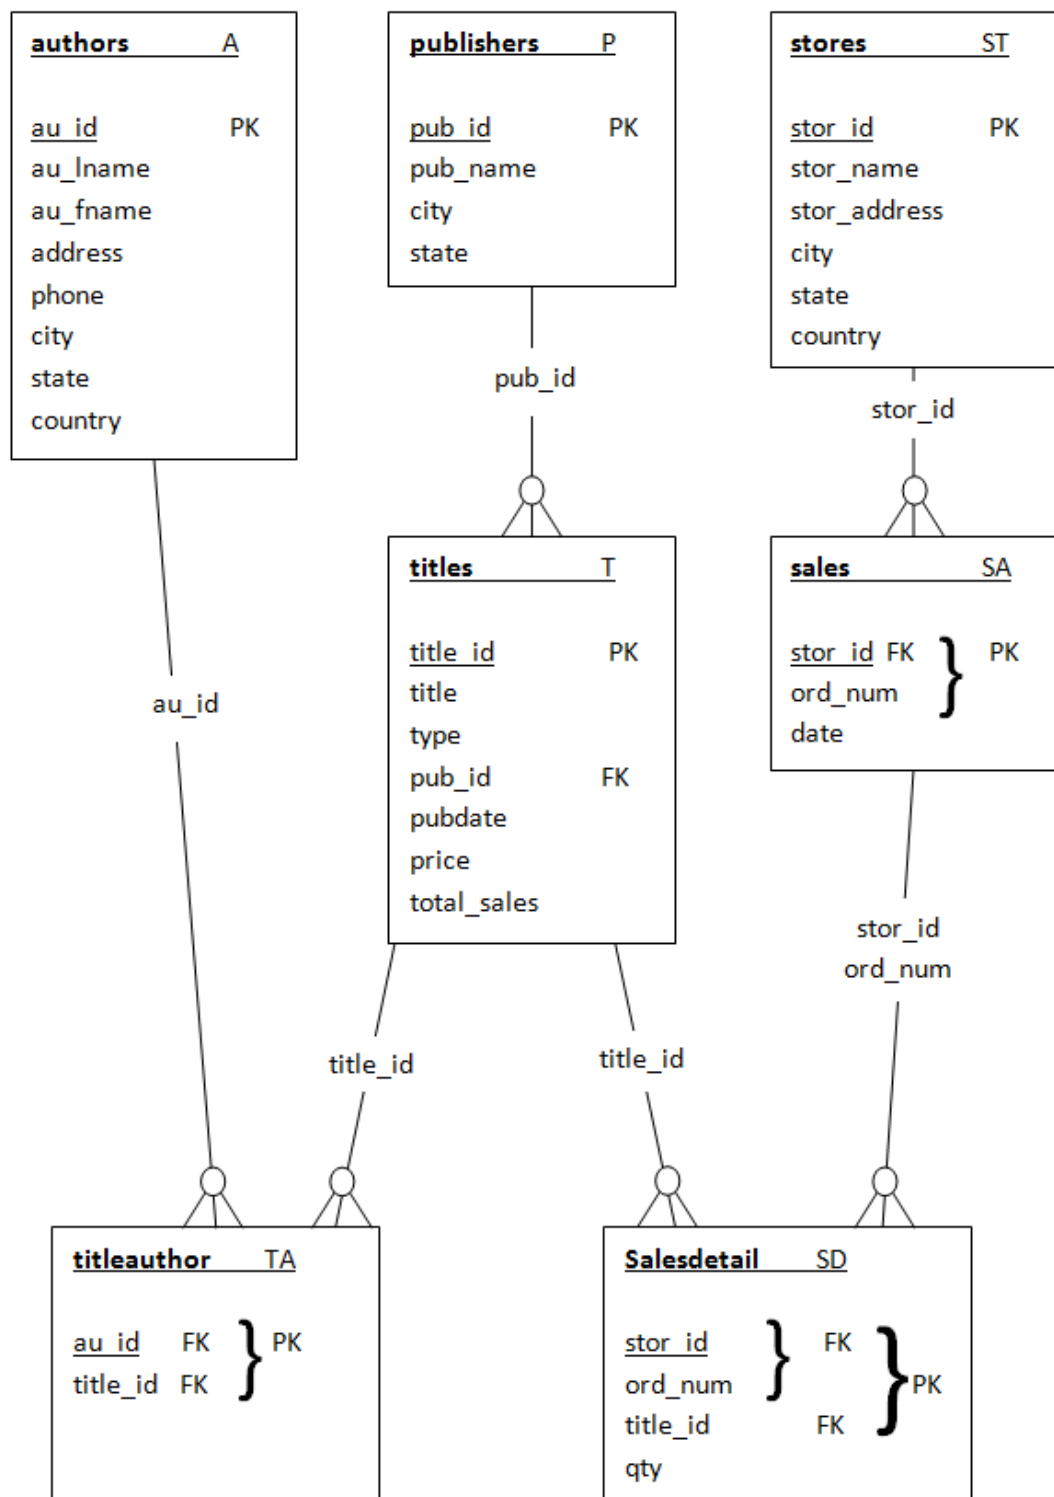 authors A
au_id PK
au_lname
au_fname
address
phone
city
state
country
publishers P
pub_id PK
pub_name
city
state
stores ST
stor_id PK
stor_name
stor_address
city
state
country
pub_id
stor_id
au_id
titles T
title_id PK
title
type
pub_id FK
pubdate
price
total_sales
sales SA
stor_id FK } PK
ord_num
date
title_id
title_id
stor_id
ord_num
titleauthor TA
au_id FK } PK
title_id FK
Salesdetail SD
stor_id } FK } PK
ord_num
title_id FK
qty